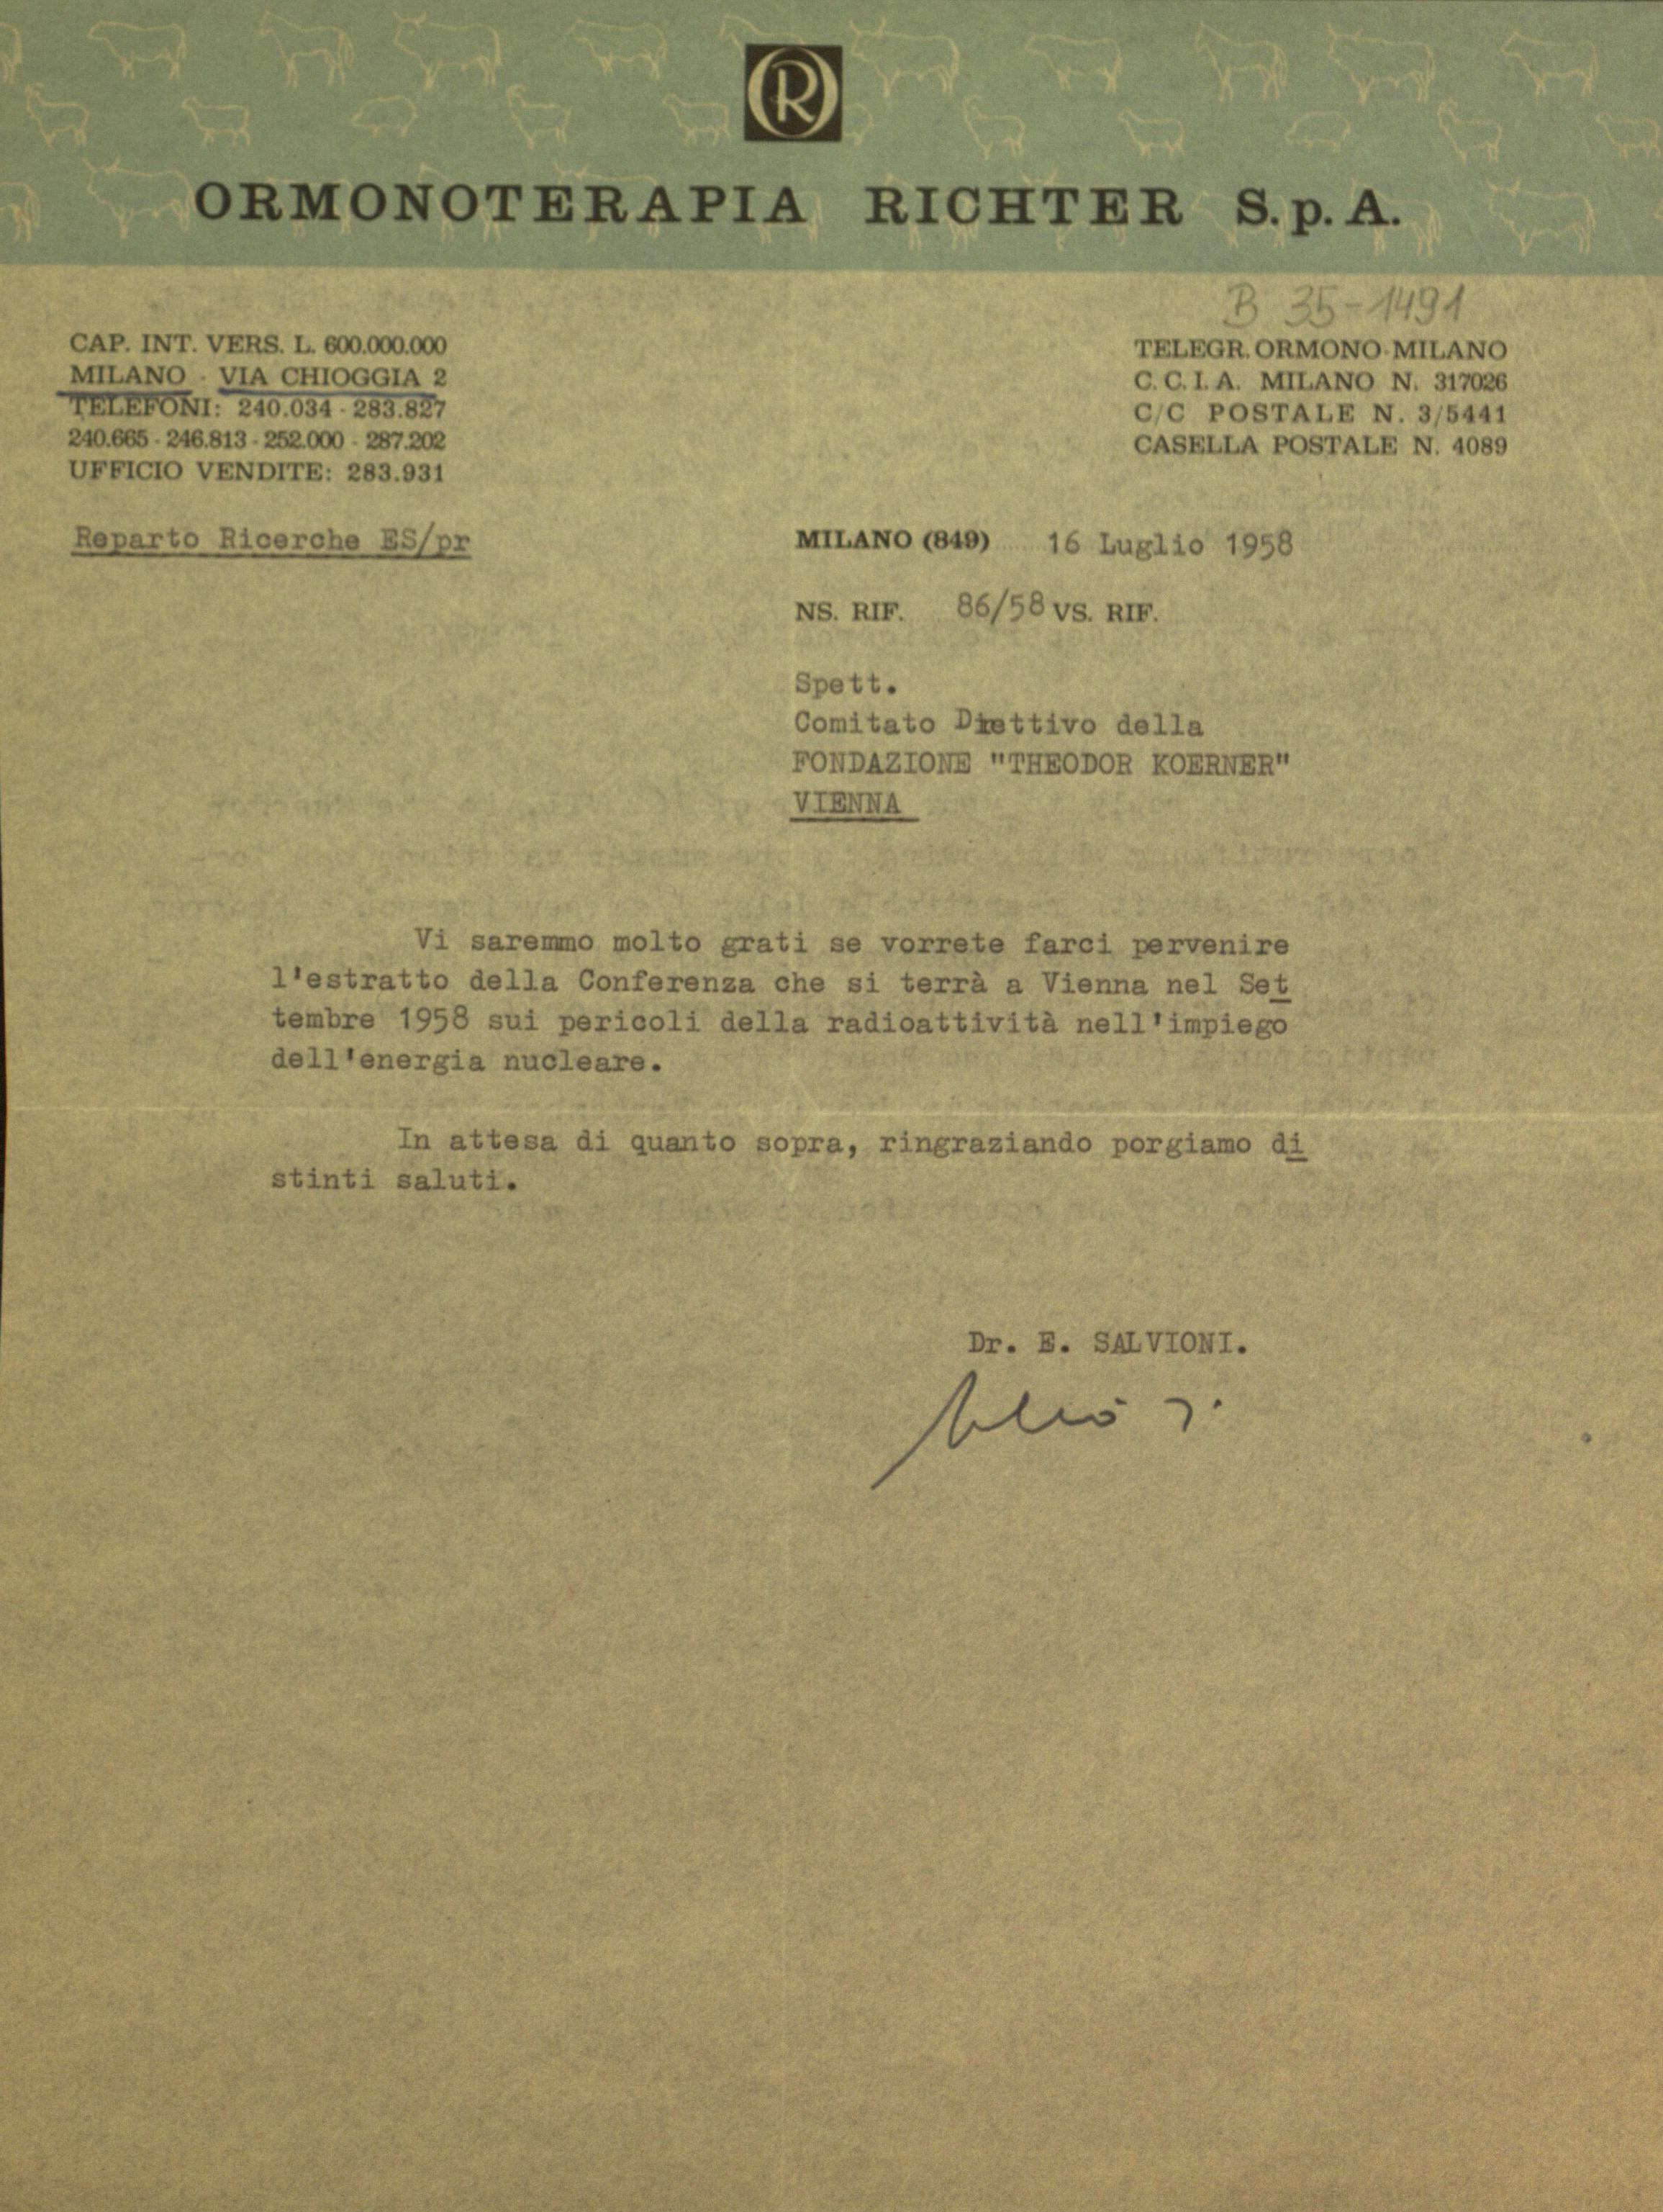 OR
ORMONOTERAPIA RICHTER S.p.A.
B 35-1491
CAP. INT. VERS. L. 600.000.000
MILANO - VIA CHIOGGIA 2
TELEFONI: 240.034 - 283.827
240.665 - 246.813 - 252.000 - 287.202
UFFICIO VENDITE: 283.931
TELEGR. ORMONO-MILANO
C.C.I.A. MILANO N. 317026
C/C POSTALE N. 3/5441
CASELLA POSTALE N. 4089
Reparto Ricerche ES/pr
MILANO (849) 16 Luglio 1958
NS. RIF. 86/58 VS. RIF.
Spett.
Comitato Direttivo della
FONDAZIONE "THEODOR KOERNER"
VIENNA
Vi saremmo molto grati se vorrete farci pervenire
l'estratto della Conferenza che si terrà a Vienna nel Set
tembre 1958 sui pericoli della radioattività nell'impiego
dell'energia nucleare.
In attesa di quanto sopra, ringraziando porgiamo di
stinti saluti.
Dr. E. SALVIONI.